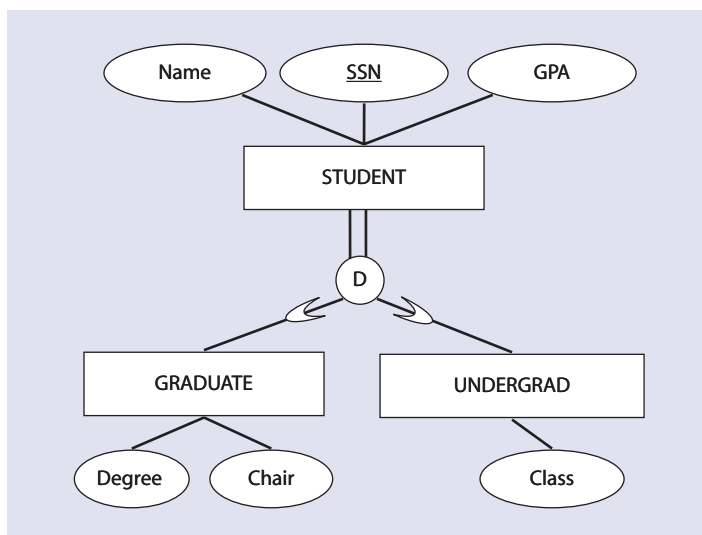 Name
SSN
GPA
STUDENT
D
GRADUATE
UNDERGRAD
Degree
Chair
Class